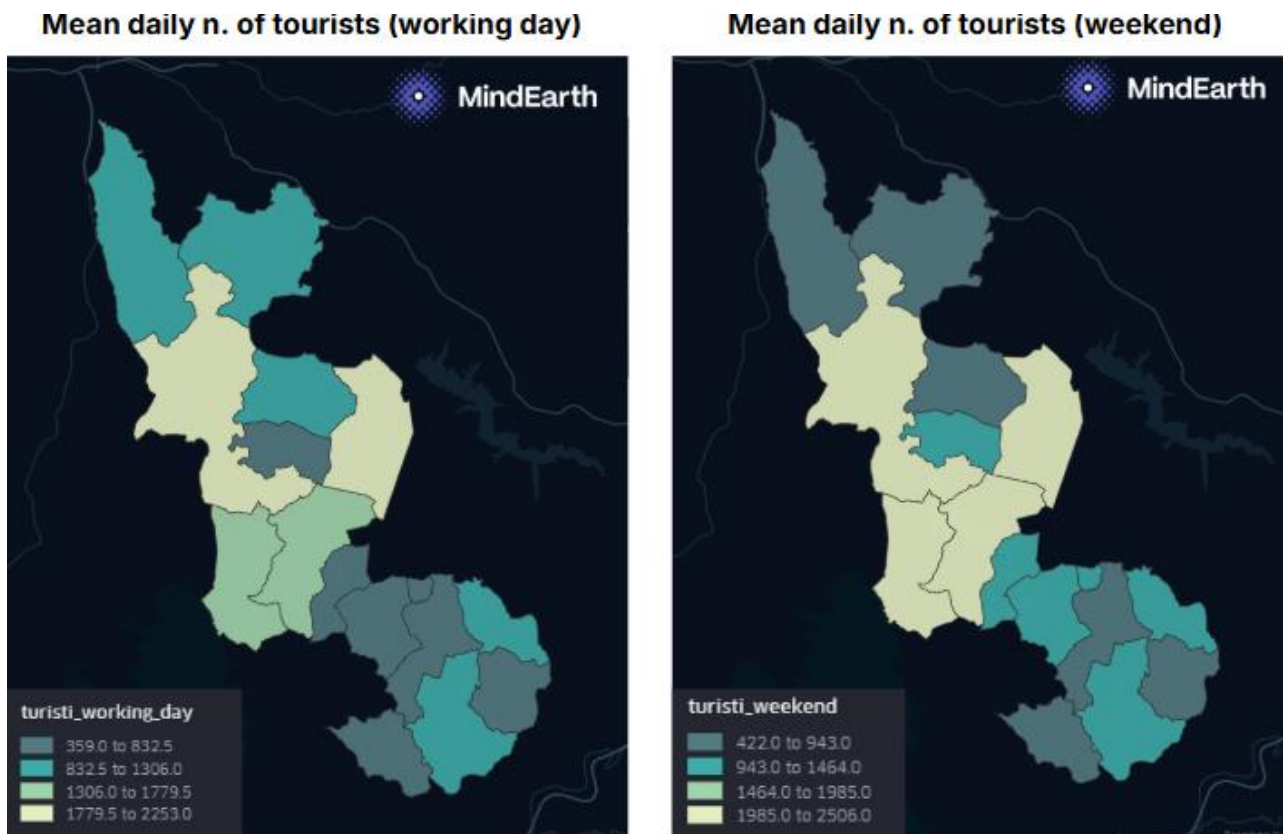 Mean daily n. of tourists (working day)
MindEarth
turisti_working_day
359.0 to 832.5
832.5 to 1306.0
1306.0 to 1779.5
1779.5 to 2253.0
Mean daily n. of tourists (weekend)
MindEarth
turisti_weekend
422.0 to 943.0
943.0 to 1464.0
1464.0 to 1985.0
1985.0 to 2506.0